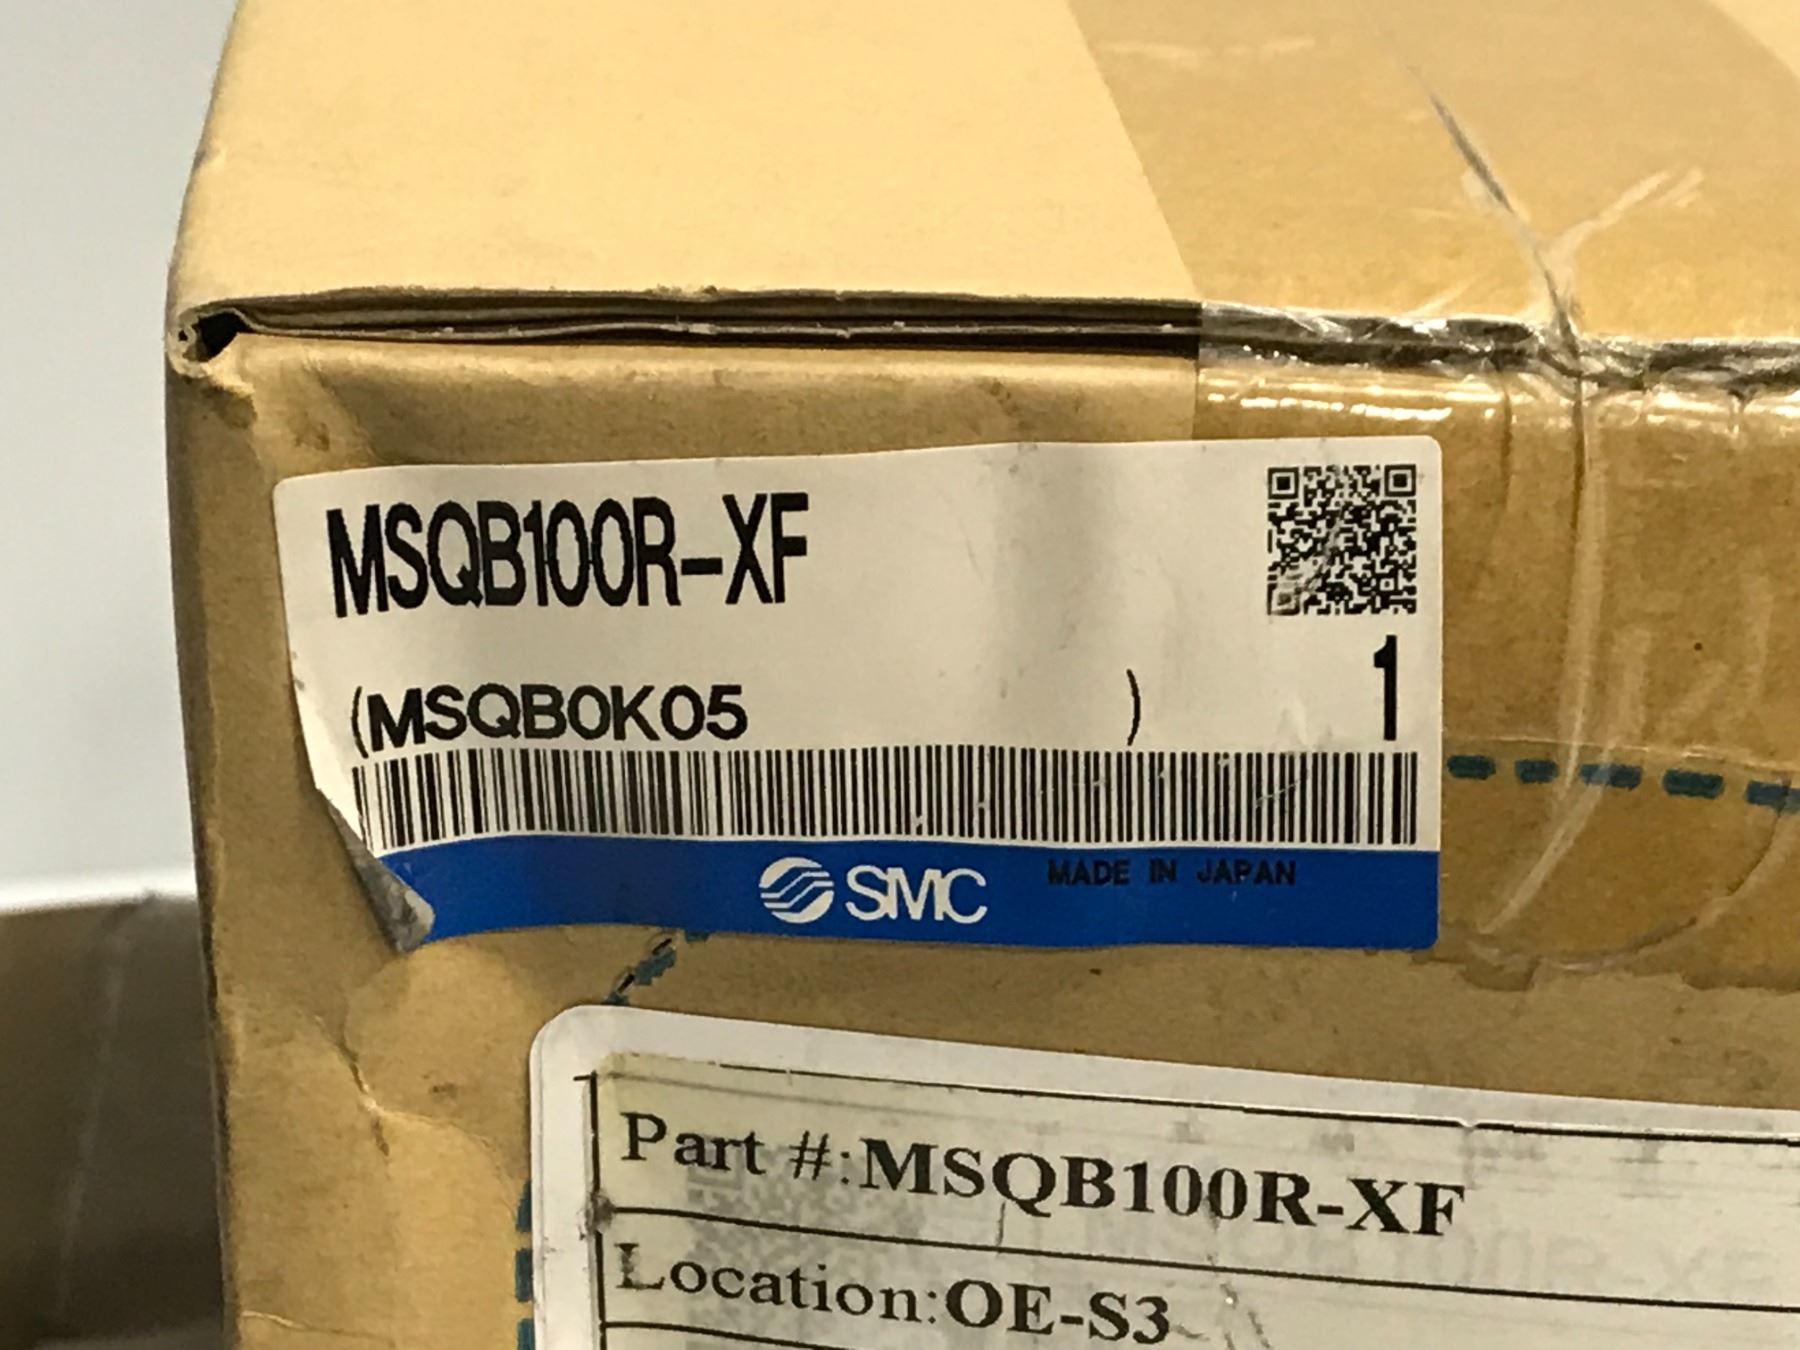 MSQB100R-XF
(MSQB0K05 ) 1
SMC MADE IN JAPAN
Part #:MSQB100R-XF
Location:OE-S3